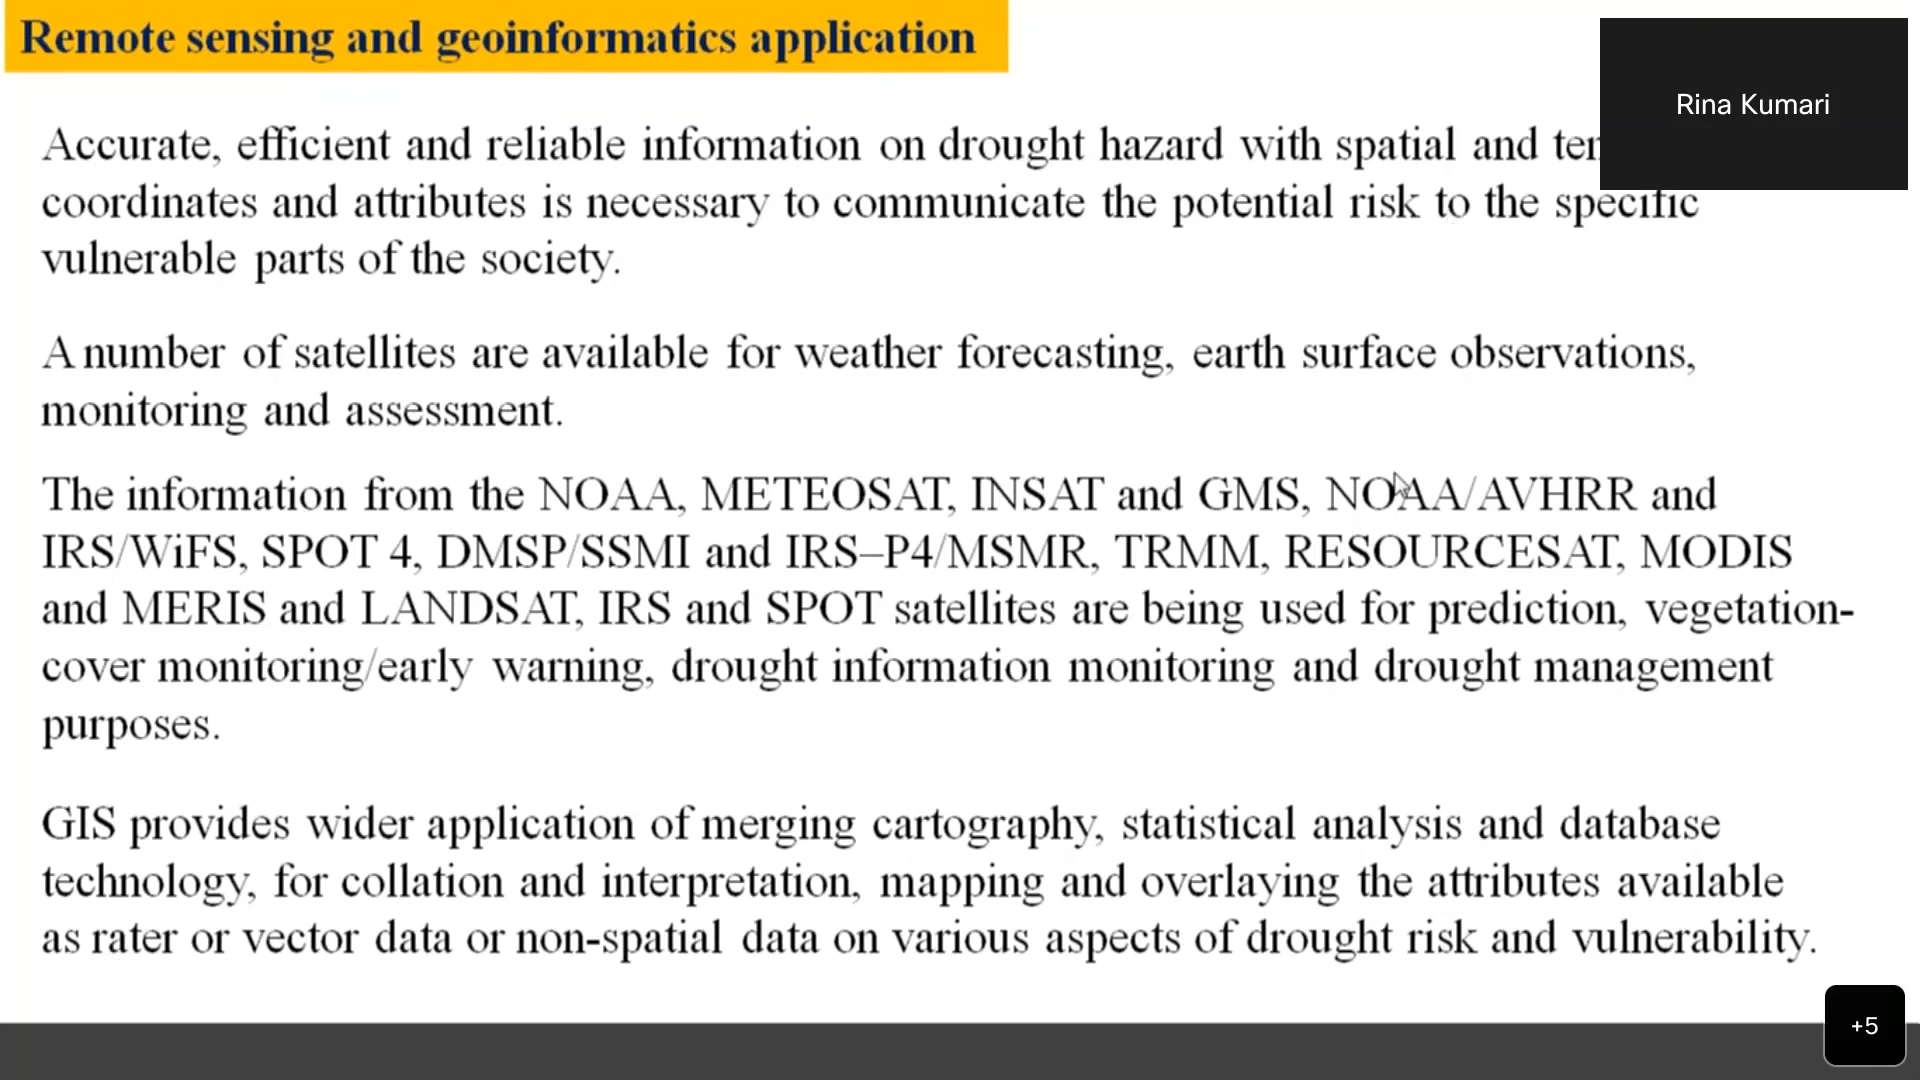 Remote sensing and geoinformatics application
Rina Kumari
Accurate, efficient and reliable information on drought hazard with spatial and
coordinates and attributes is necessary to communicate the potential risk to the specific
vulnerable parts of the society.
A number of satellites are available for weather forecasting, earth surface observations,
monitoring and assessment.
The information from the NOAA, METEOSAT, INSAT and GMS, NOAA/AVHRR and
IRS/WiFS, SPOT 4, DMSP/SSMI and IRS–P4/MSMR, TRMM, RESOURCESAT, MODIS
and MERIS and LANDSAT, IRS and SPOT satellites are being used for prediction, vegetation-
cover monitoring/early warning, drought information monitoring and drought management
purposes.
GIS provides wider application of merging cartography, statistical analysis and database
technology, for collation and interpretation, mapping and overlaying the attributes available
as rater or vector data or non-spatial data on various aspects of drought risk and vulnerability.
+5